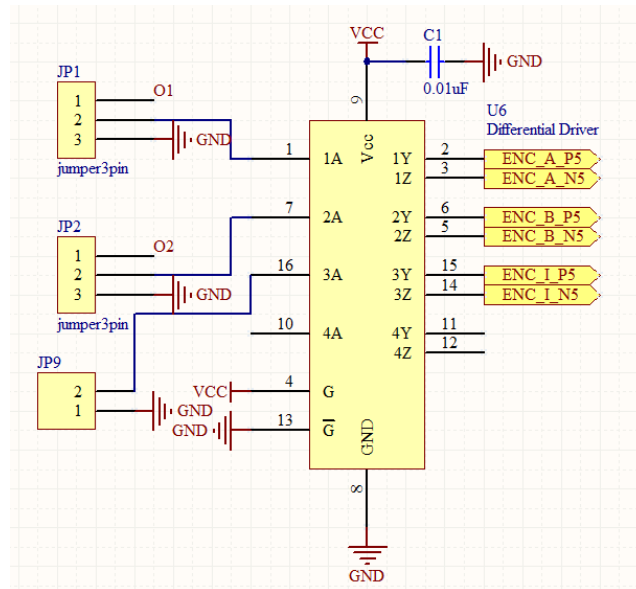 VCC
C1
GND
0.01uF
JP1
1
2
3
O1
GND
jumper3pin
JP2
1
2
3
O2
GND
jumper3pin
JP9
2
1
GND
U6
Differential Driver
9
Vcc
1
1A
1Y
2
ENC_A_P5
1Z
3
ENC_A_N5
7
2A
2Y
6
ENC_B_P5
2Z
5
ENC_B_N5
16
3A
3Y
15
ENC_I_P5
3Z
14
ENC_I_N5
10
4A
4Y
11
4Z
12
VCC
4
G
GND
13
G
GND
8
GND